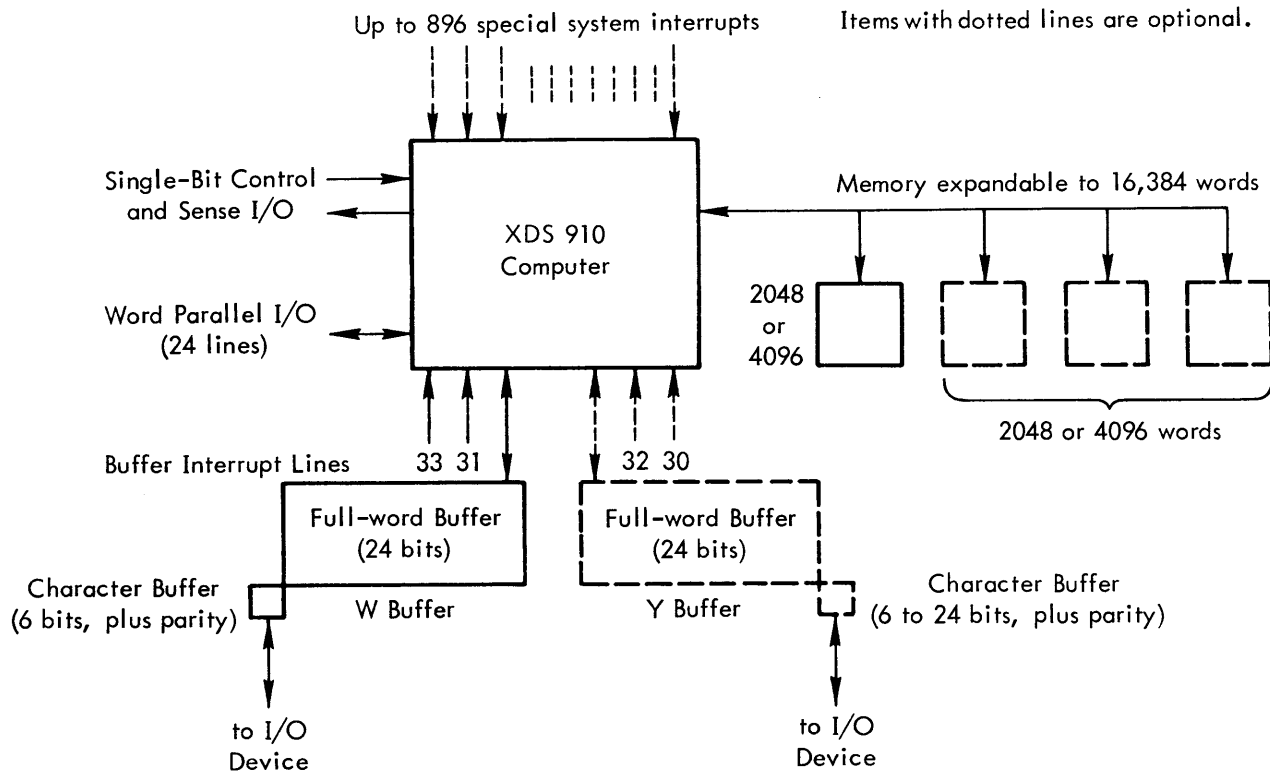 Up to 896 special system interrupts
Items with dotted lines are optional.
Single-Bit Control
and Sense I/O
XDS 910
Computer
Memory expandable to 16,384 words
Word Parallel I/O
(24 lines)
2048
or
4096
2048 or 4096 words
Buffer Interrupt Lines
33 31
32 30
Full-word Buffer
(24 bits)
Full-word Buffer
(24 bits)
Character Buffer
(6 bits, plus parity)
W Buffer
Y Buffer
Character Buffer
(6 to 24 bits, plus parity)
to I/O
Device
to I/O
Device